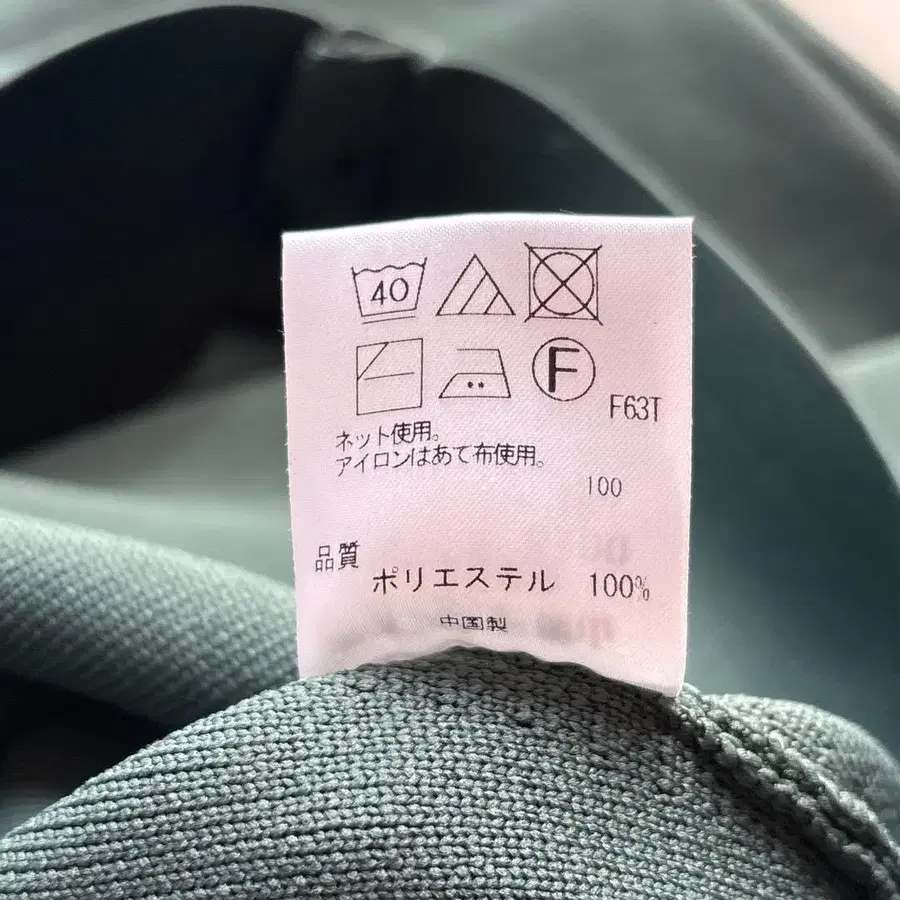 40
F
F63T
ネット使用。
アイロンはあて布使用。
100
品質
ポリエステル 100%
中国製